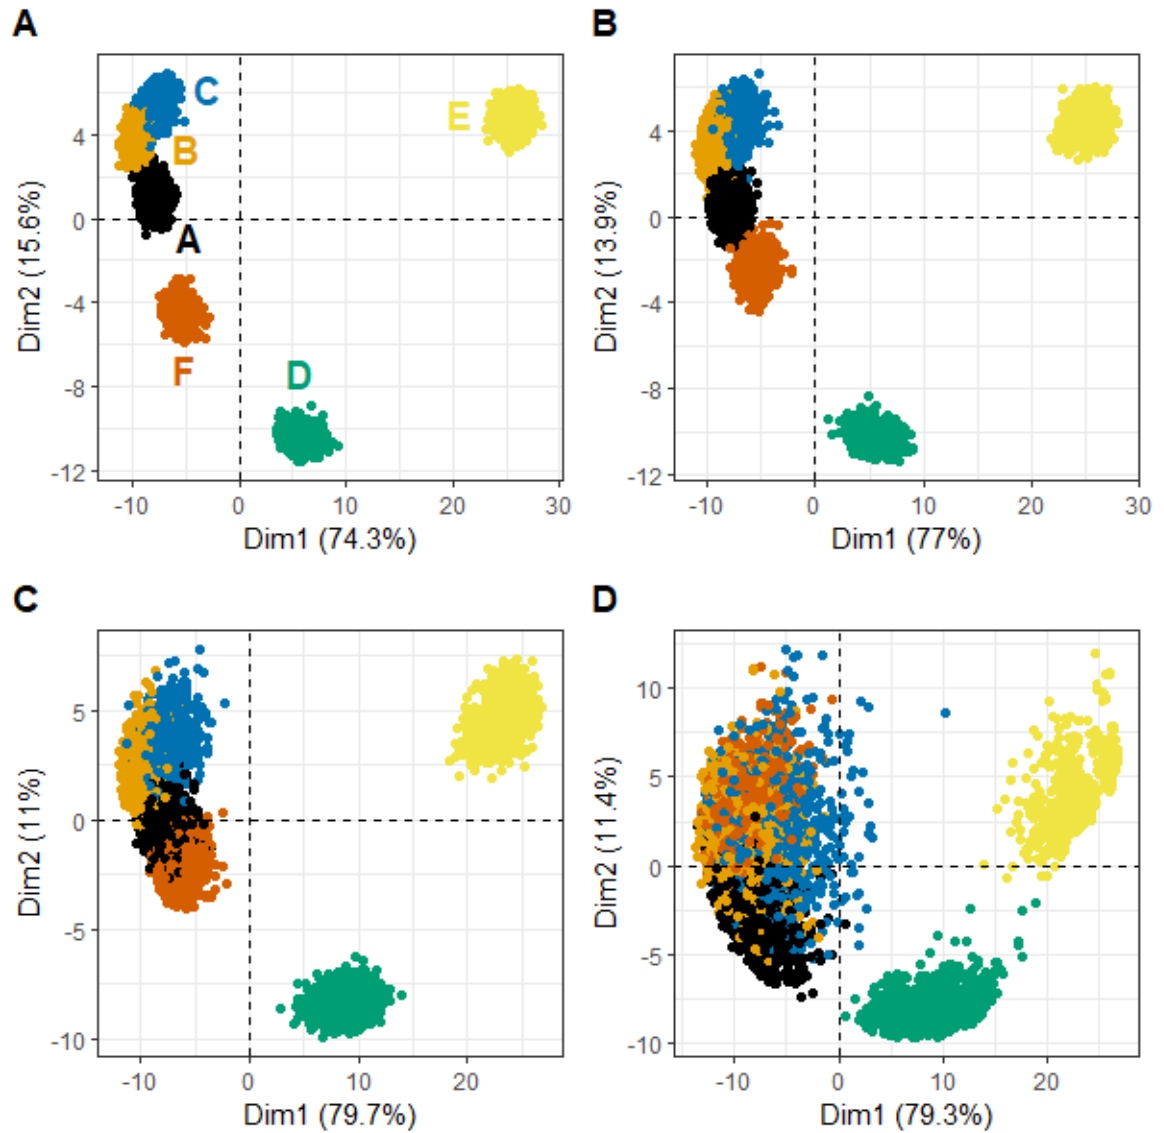 A
C
B
A
F
D
E
4
0
-4
-8
-12
-10
0
10
20
30
Dim1 (74.3%)
Dim2 (15.6%)
B
4
0
-4
-8
-12
-10
0
10
20
30
Dim1 (77%)
Dim2 (13.9%)
C
5
0
-5
-10
-10
0
10
20
Dim1 (79.7%)
Dim2 (11%)
D
10
5
0
-5
-10
-10
0
10
20
Dim1 (79.3%)
Dim2 (11.4%)